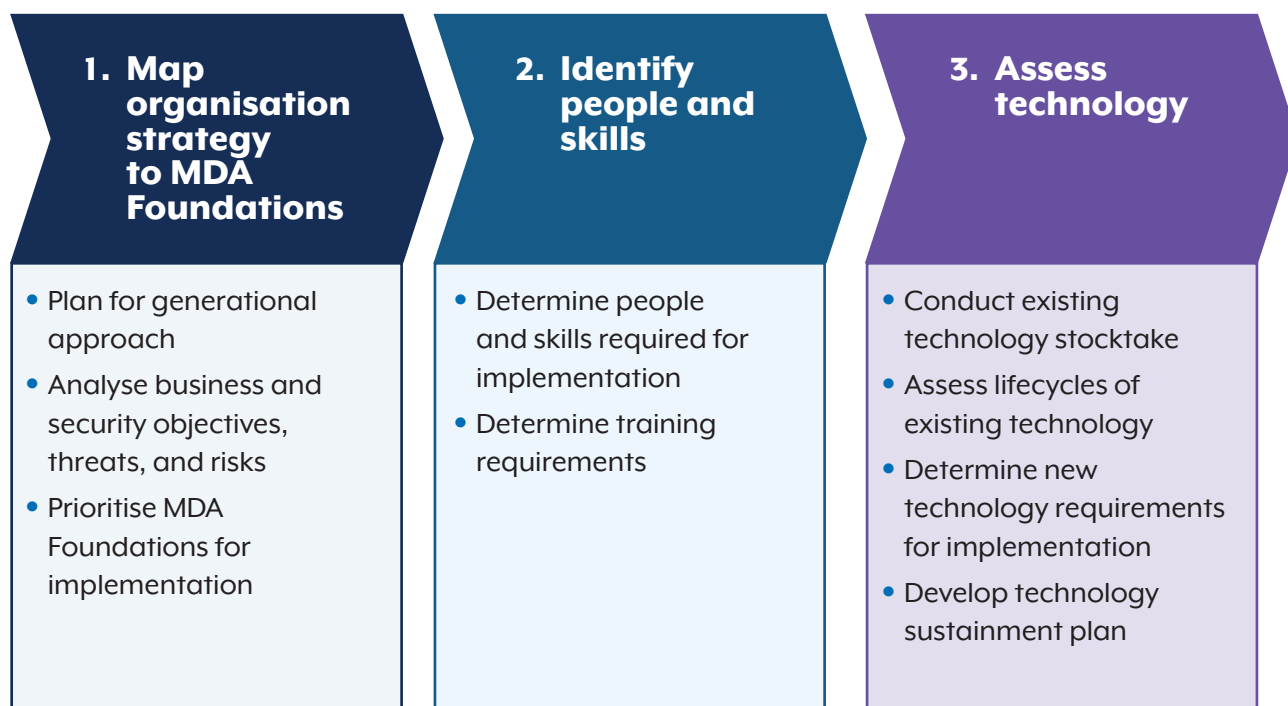 1. Map
organisation
strategy
to MDA
Foundations
• Plan for generational
approach
• Analyse business and
security objectives,
threats, and risks
• Prioritise MDA
Foundations for
implementation
2. Identify
people and
skills
• Determine people
and skills required for
implementation
• Determine training
requirements
3. Assess
technology
• Conduct existing
technology stocktake
• Assess lifecycles of
existing technology
• Determine new
technology requirements
for implementation
• Develop technology
sustainment plan